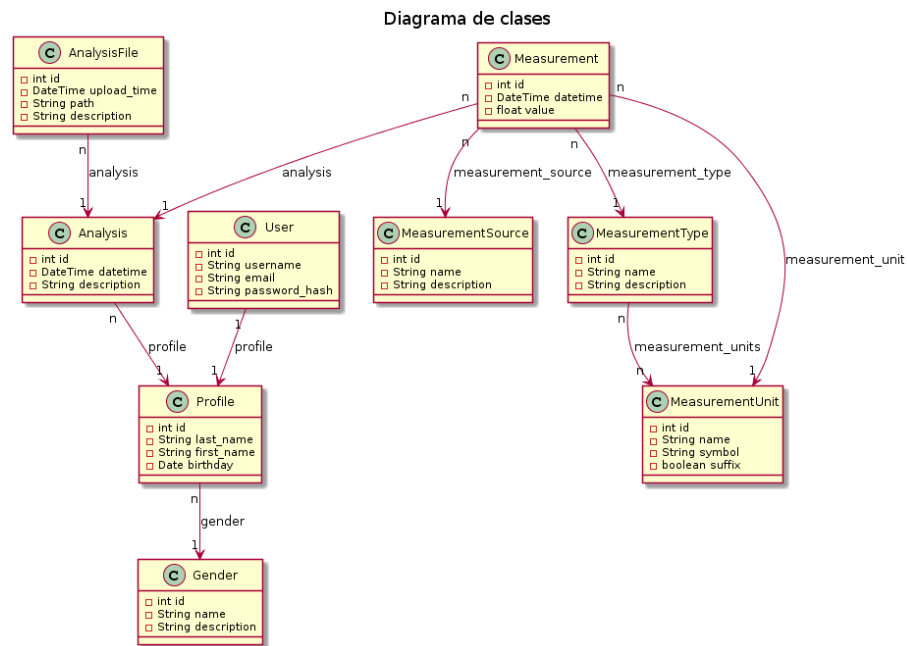 Diagrama de clases
C AnalysisFile
int id
DateTime upload_time
String path
String description
C Measurement
int id
DateTime datetime
float value
n
analysis
1
n
analysis
1
n
measurement_source
1
n
measurement_type
1
n
measurement_unit
1
C Analysis
int id
DateTime datetime
String description
C User
int id
String username
String email
String password_hash
C MeasurementSource
int id
String name
String description
C MeasurementType
int id
String name
String description
n
profile
1
1
profile
1
n
measurement_units
n
C Profile
int id
String last_name
String first_name
Date birthday
C MeasurementUnit
int id
String name
String symbol
boolean suffix
n
gender
1
C Gender
int id
String name
String description